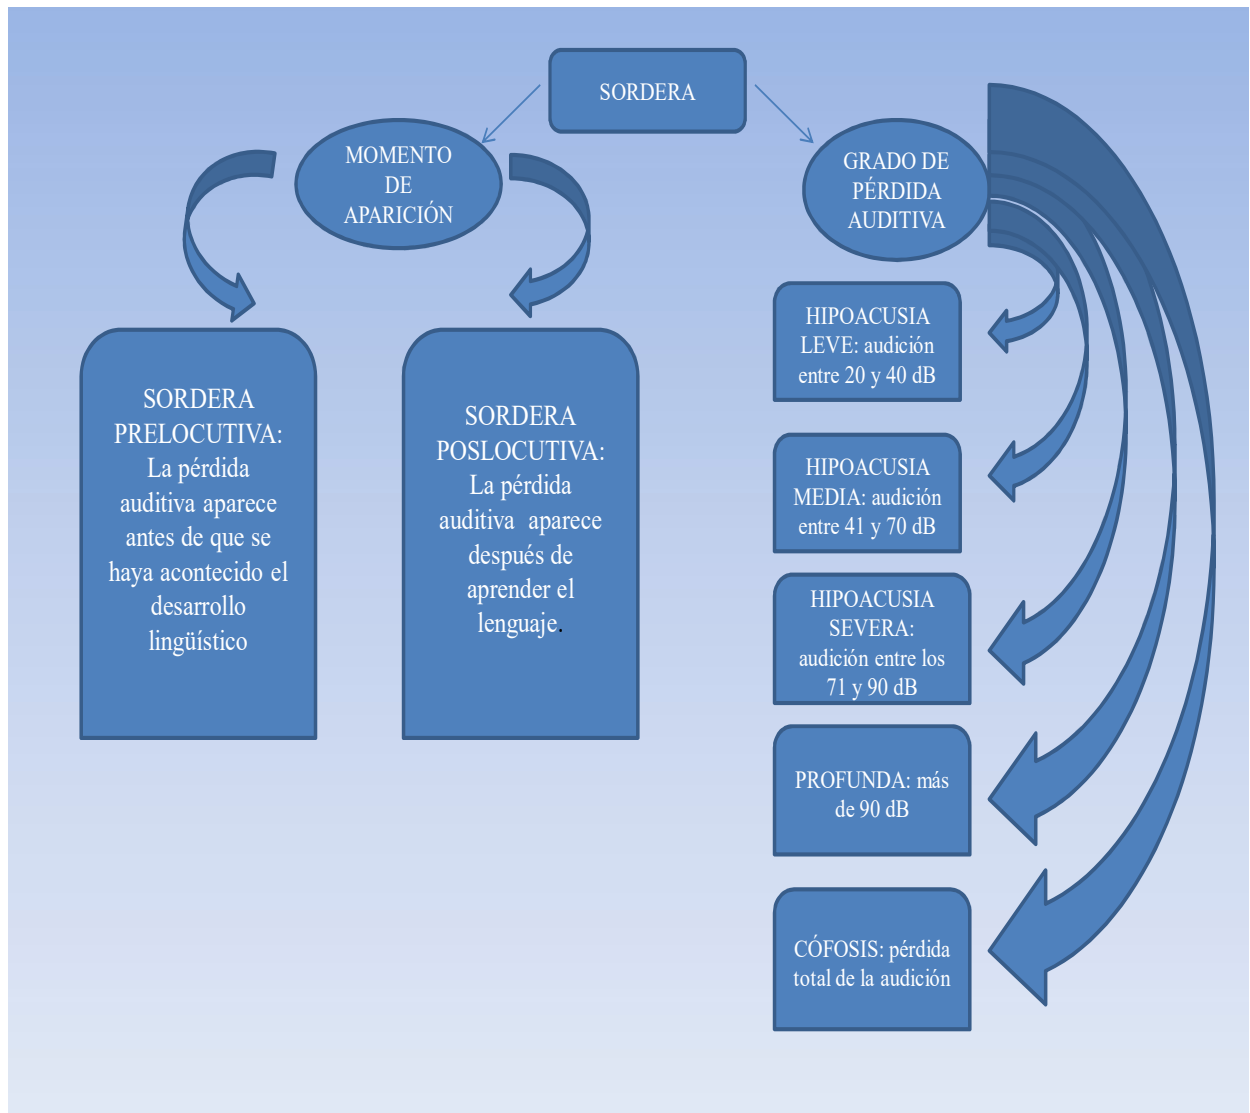 SORDERA
MOMENTO
DE
APARICIÓN
GRADO DE
PÉRDIDA
AUDITIVA
SORDERA
PRELOCUTIVA:
La pérdida
auditiva aparece
antes de que se
haya acontecido el
desarrollo
lingüístico
SORDERA
POSLOCUTIVA:
La pérdida
auditiva aparece
después de
aprender el
lenguaje.
HIPOACUSIA
LEVE: audición
entre 20 y 40 dB
HIPOACUSIA
MEDIA: audición
entre 41 y 70 dB
HIPOACUSIA
SEVERA:
audición entre los
71 y 90 dB
PROFUNDA: más
de 90 dB
CÓFOSIS: pérdida
total de la audición